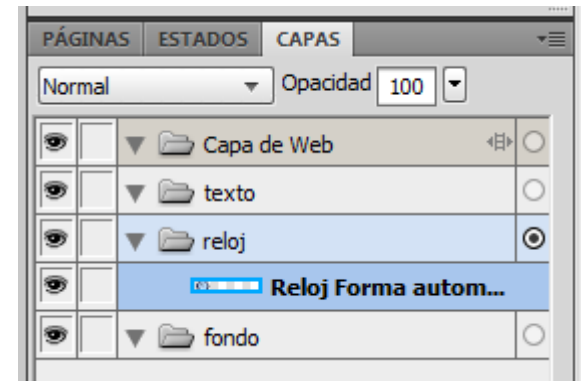 PÁGINAS ESTADOS CAPAS
Normal Opacidad 100
Capa de Web
texto
reloj
Reloj Forma autom...
fondo